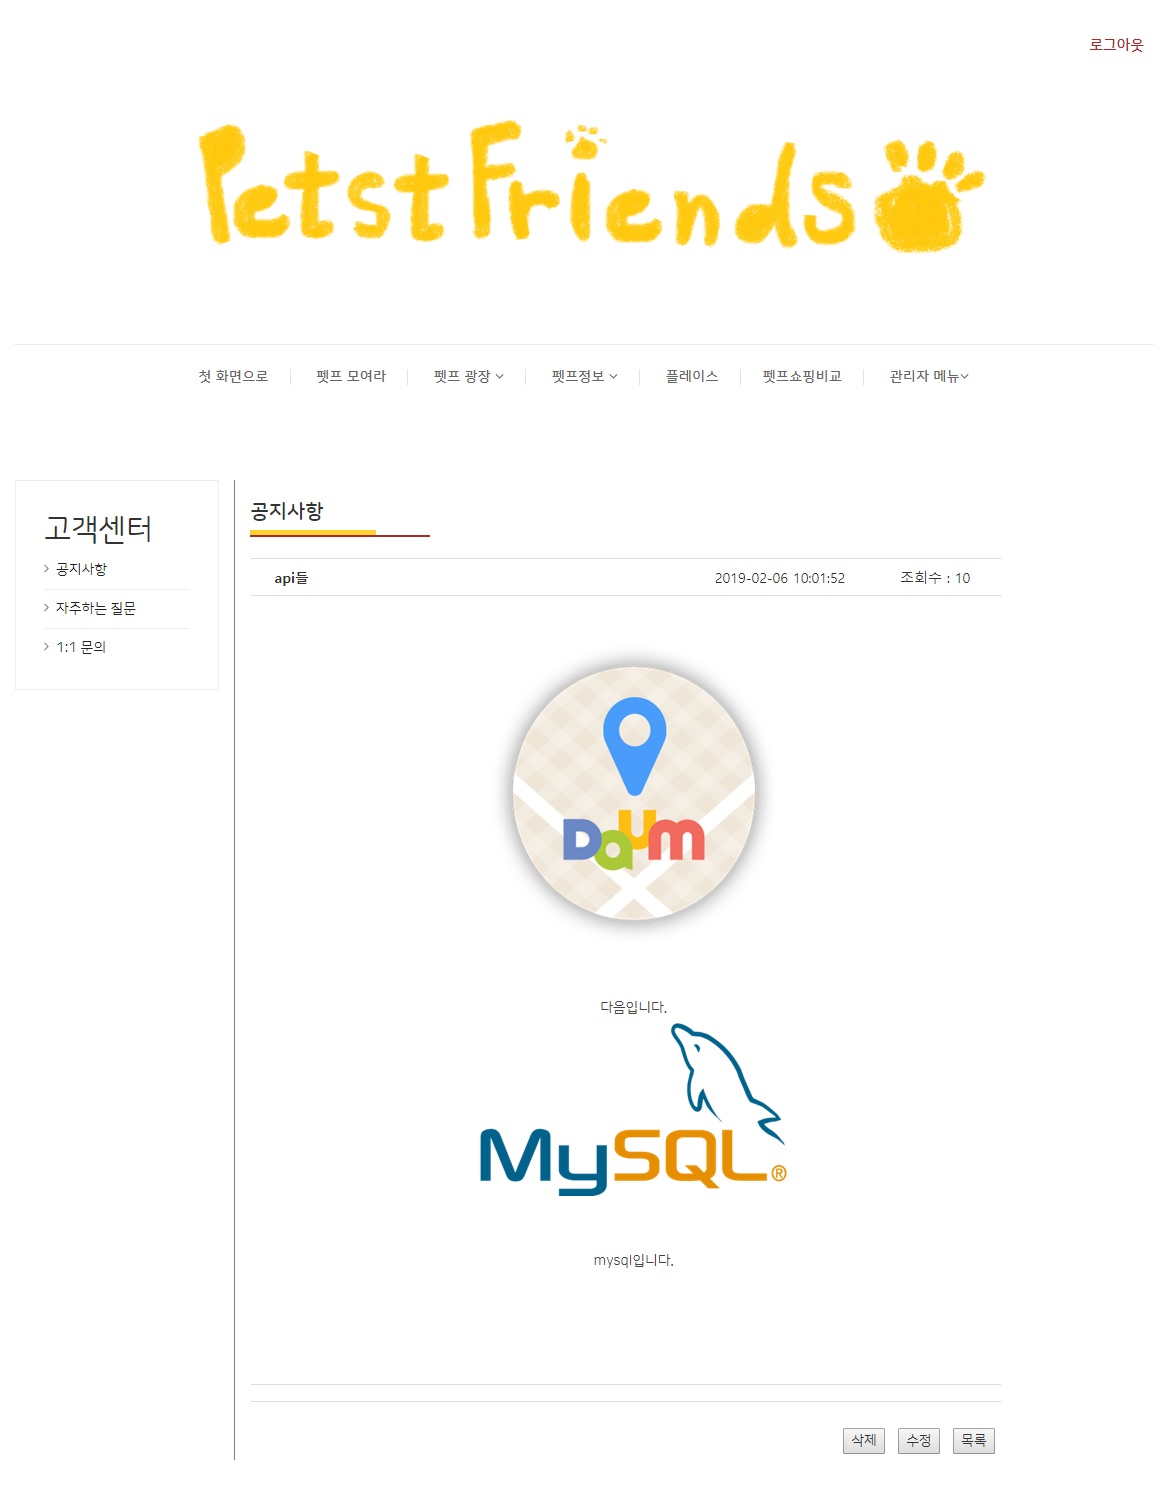 로그아웃
PetstFriends
첫 화면으로
펫프 모여라
펫프 광장
펫프정보
플레이스
펫프쇼핑비교
관리자 메뉴
고객센터
공지사항
자주하는 질문
1:1 문의
공지사항
api들 2019-02-06 10:01:52 조회수 : 10
Daum
다음입니다.
MySQL®
mysql입니다.
삭제 수정 목록